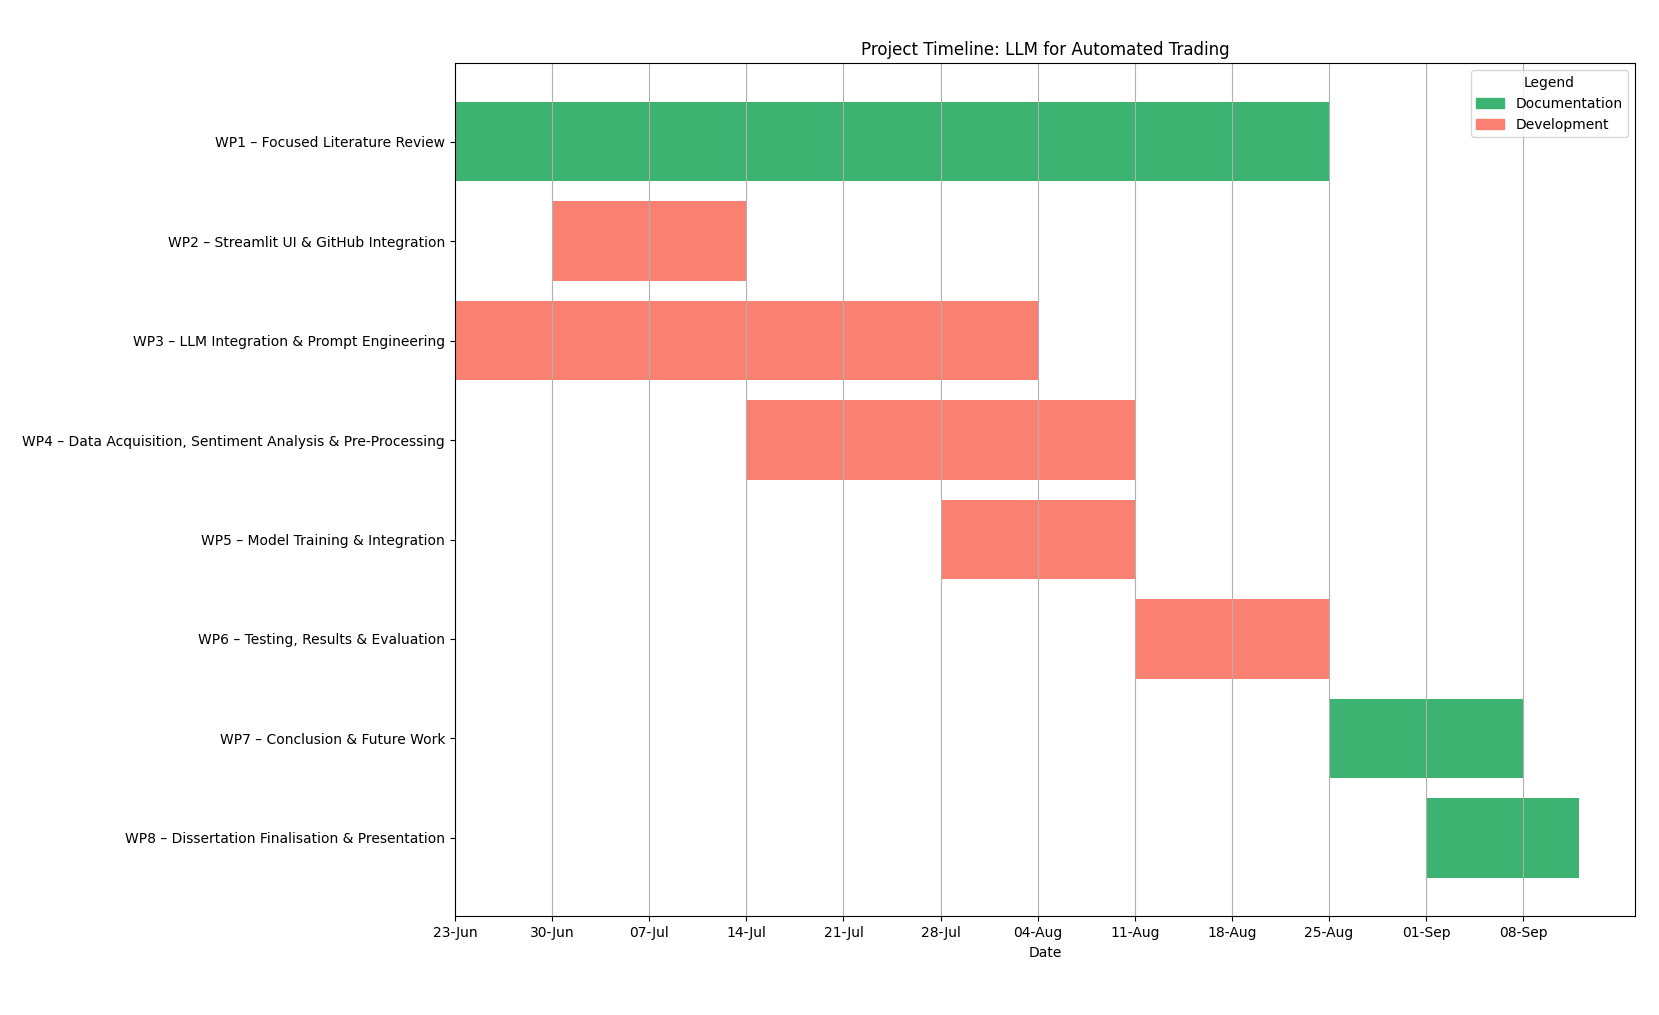 Project Timeline: LLM for Automated Trading
Legend
Documentation
Development
WP1 – Focused Literature Review
WP2 – Streamlit UI & GitHub Integration
WP3 – LLM Integration & Prompt Engineering
WP4 – Data Acquisition, Sentiment Analysis & Pre-Processing
WP5 – Model Training & Integration
WP6 – Testing, Results & Evaluation
WP7 – Conclusion & Future Work
WP8 – Dissertation Finalisation & Presentation
23-Jun 30-Jun 07-Jul 14-Jul 21-Jul 28-Jul 04-Aug 11-Aug 18-Aug 25-Aug 01-Sep 08-Sep
Date